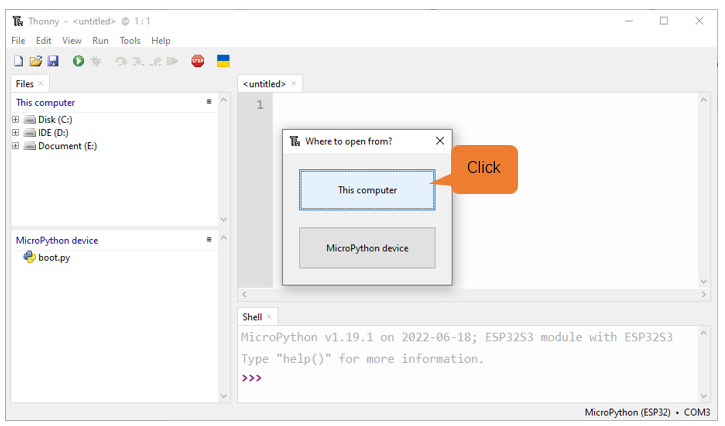 Thonny - <untitled> @ 1 : 1
File Edit View Run Tools Help
STOP
Files ×
This computer ≡
Disk (C:)
IDE (D:)
Document (E:)
MicroPython device ≡
boot.py
<untitled> ×
1
Where to open from?
This computer
MicroPython device
Click
Shell ×
MicroPython v1.19.1 on 2022-06-18; ESP32S3 module with ESP32S3
Type "help()" for more information.
>>>
MicroPython (ESP32) • COM3